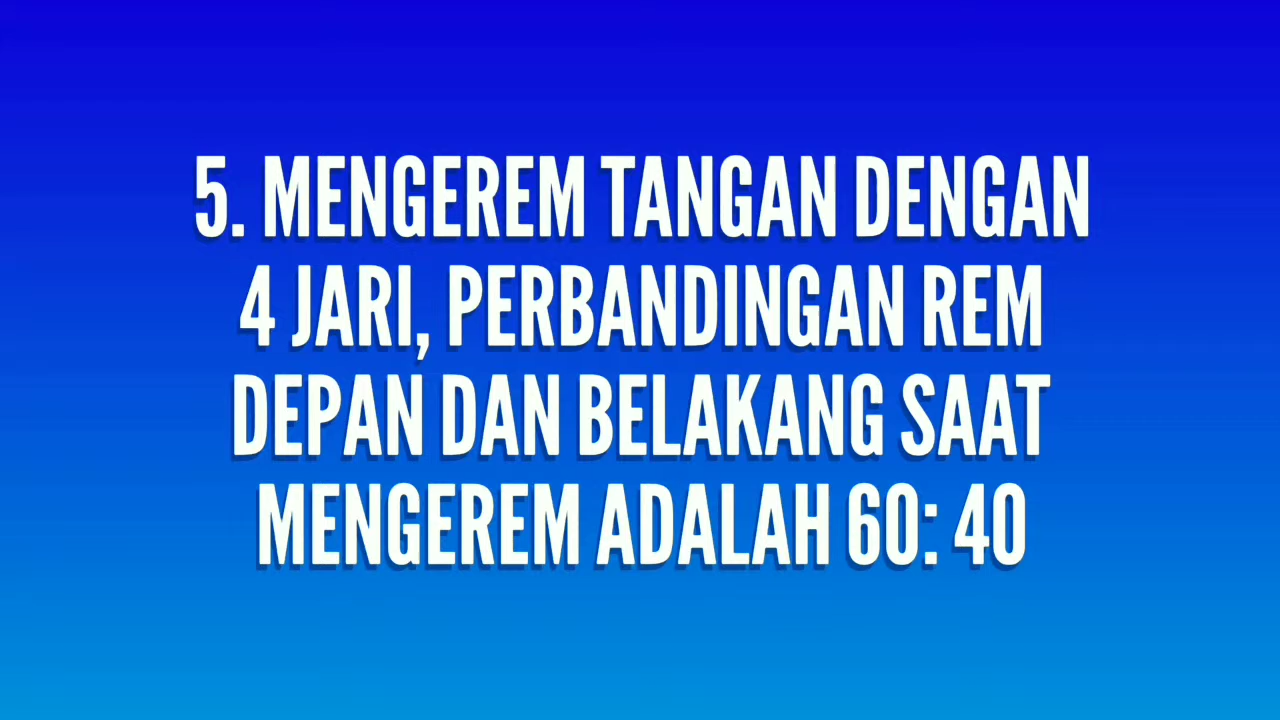 5. MENGEREM TANGAN DENGAN
4 JARI, PERBANDINGAN REM
DEPAN DAN BELAKANG SAAT
MENGEREM ADALAH 60: 40